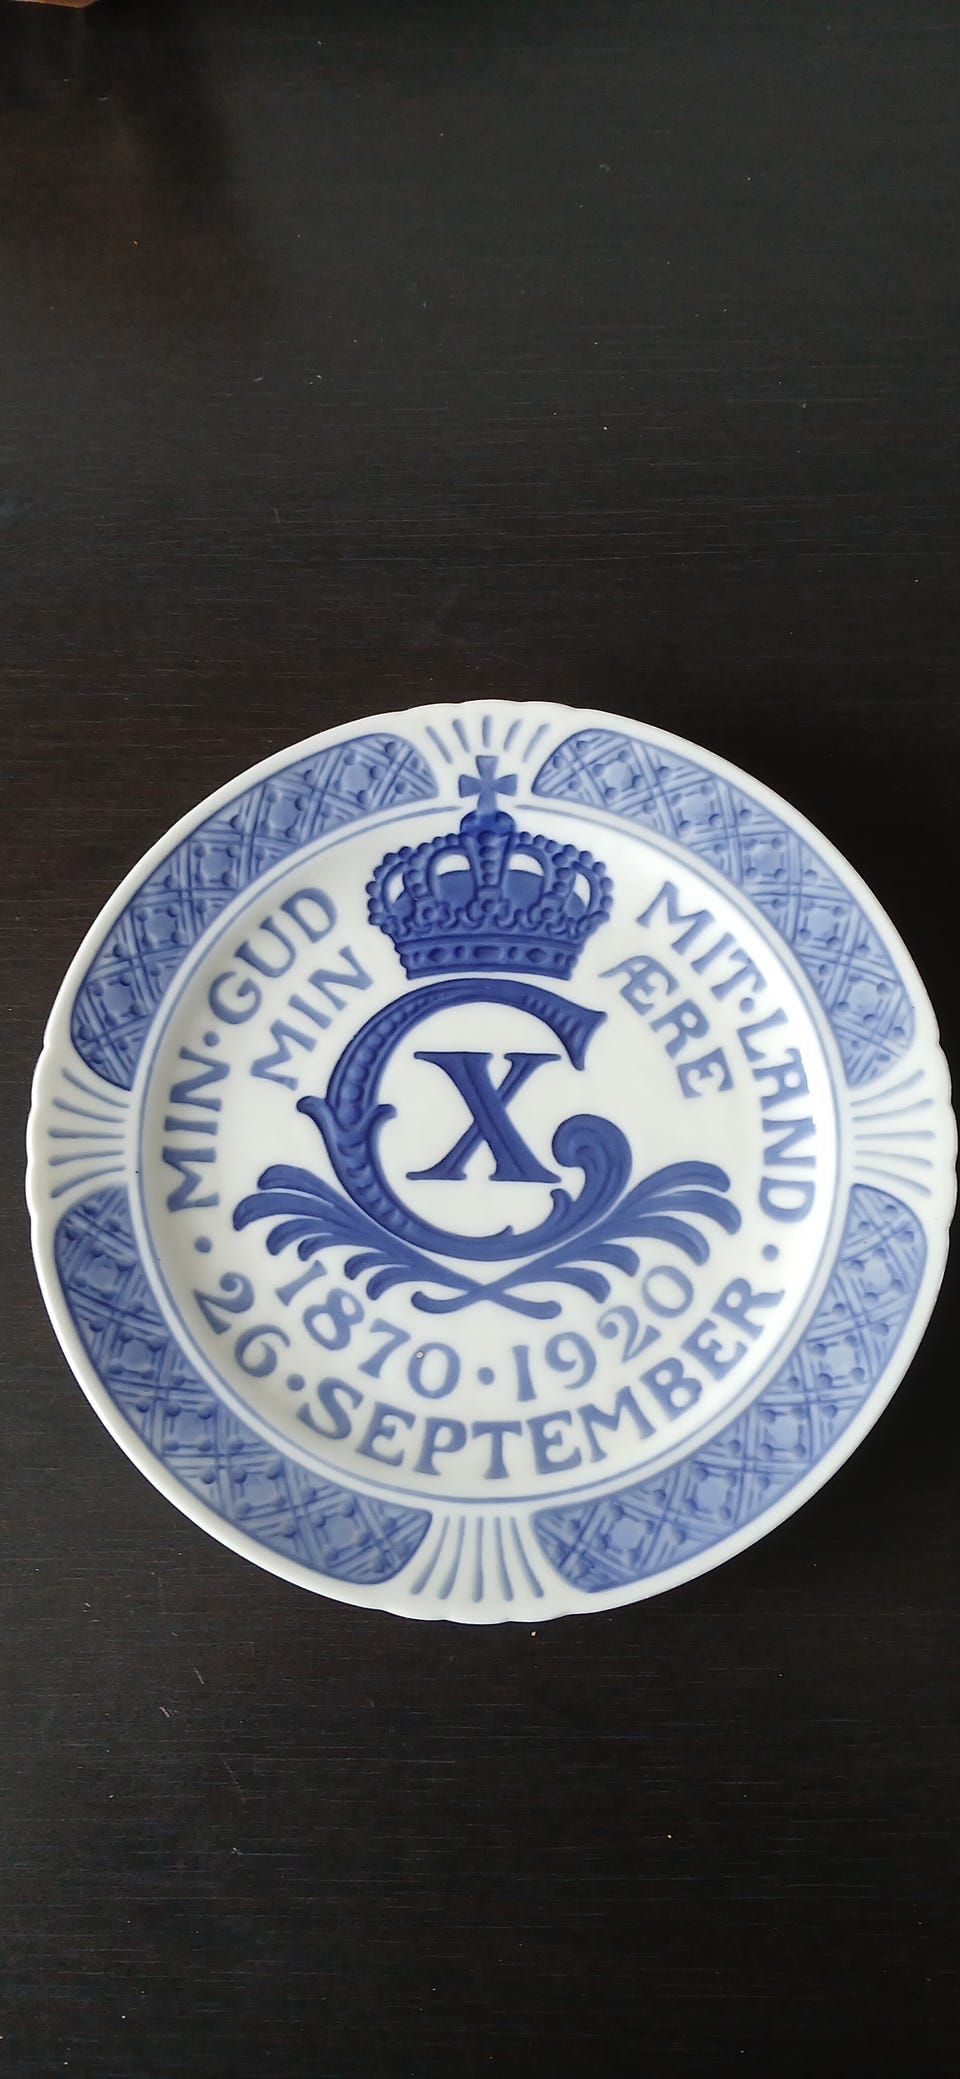 MIN·GUD MIT·LAND
MIN ÆRE
CX
1870·1920
·26·SEPTEMBER·